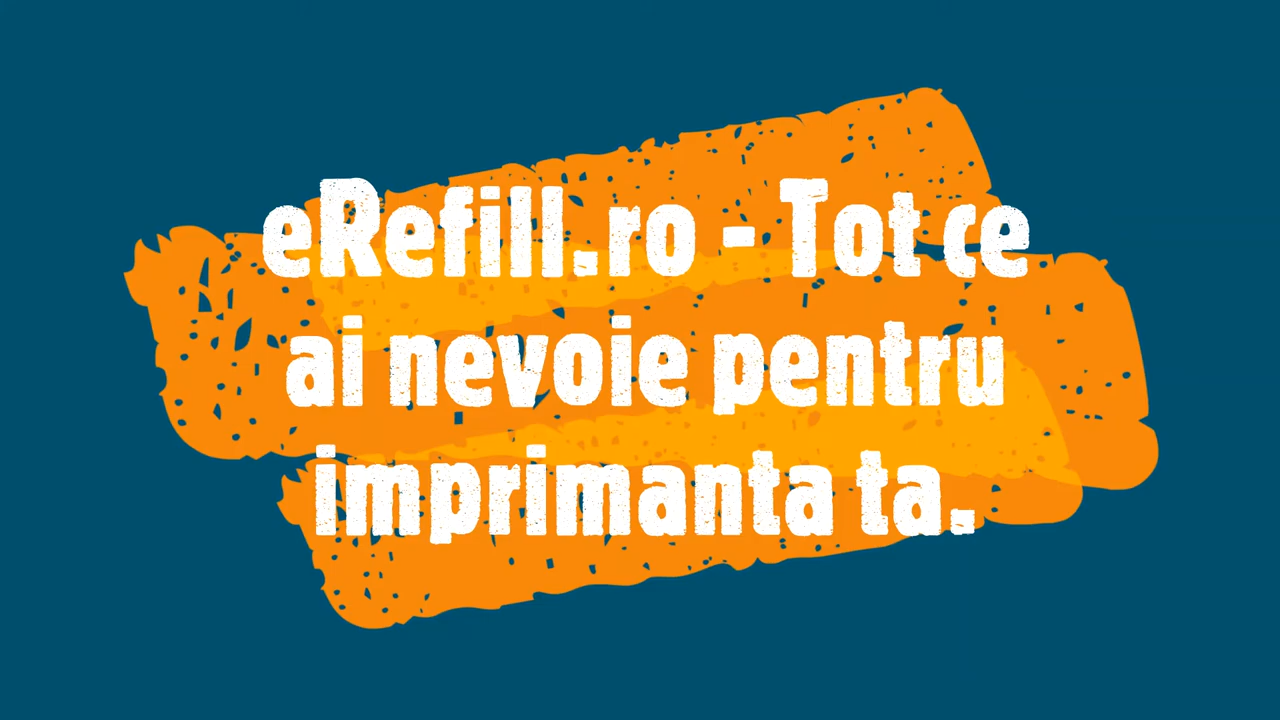 eRefill.ro - Tot ce
ai nevoie pentru
imprimanta ta.